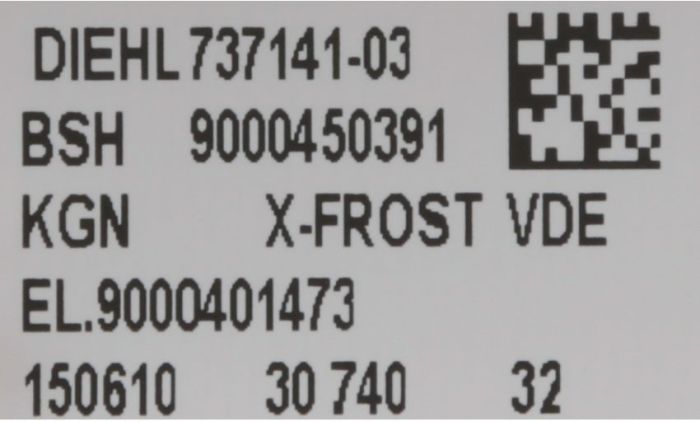 DIEHL 737141-03
BSH 9000450391
KGN X-FROST VDE
EL.9000401473
150610 30 740 32